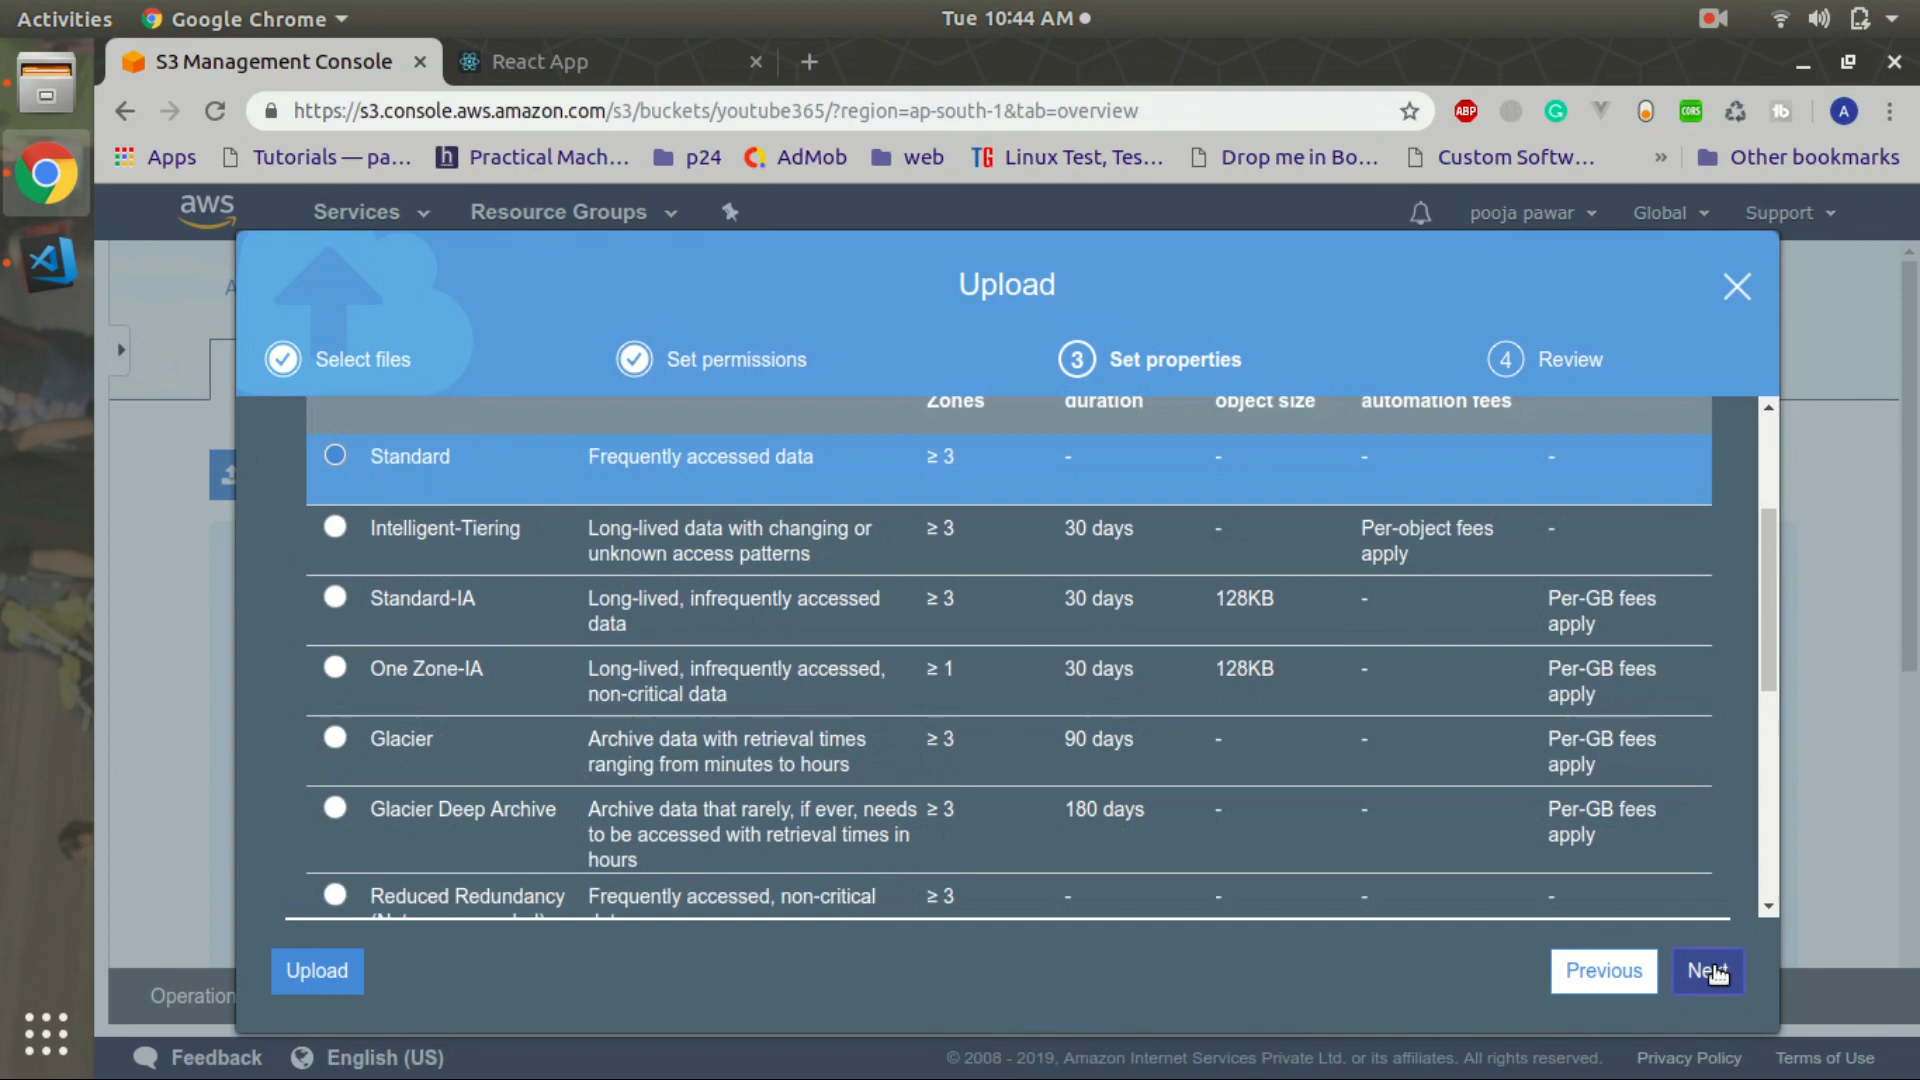 Activities Google Chrome Tue 10:44 AM
S3 Management Console React App
https://s3.console.aws.amazon.com/s3/buckets/youtube365/?region=ap-south-1&tab=overview ABP CORS tb A
Apps Tutorials — pa... h Practical Mach... p24 AdMob web TG Linux Test, Tes... Drop me in Bo... Custom Softw... » Other bookmarks
aws Services Resource Groups pooja pawar Global Support
Upload
Select files Set permissions 3 Set properties 4 Review
Zones duration object size automation fees
Standard Frequently accessed data ≥ 3 - - - -
Intelligent-Tiering Long-lived data with changing or ≥ 3 30 days - Per-object fees -
unknown access patterns apply
Standard-IA Long-lived, infrequently accessed ≥ 3 30 days 128KB - Per-GB fees
data apply
One Zone-IA Long-lived, infrequently accessed, ≥ 1 30 days 128KB - Per-GB fees
non-critical data apply
Glacier Archive data with retrieval times ≥ 3 90 days - - Per-GB fees
ranging from minutes to hours apply
Glacier Deep Archive Archive data that rarely, if ever, needs ≥ 3 180 days - - Per-GB fees
to be accessed with retrieval times in apply
hours
Reduced Redundancy Frequently accessed, non-critical ≥ 3 - - - -
Upload Previous Next
Operation
Feedback English (US) © 2008 - 2019, Amazon Internet Services Private Ltd. or its affiliates. All rights reserved. Privacy Policy Terms of Use